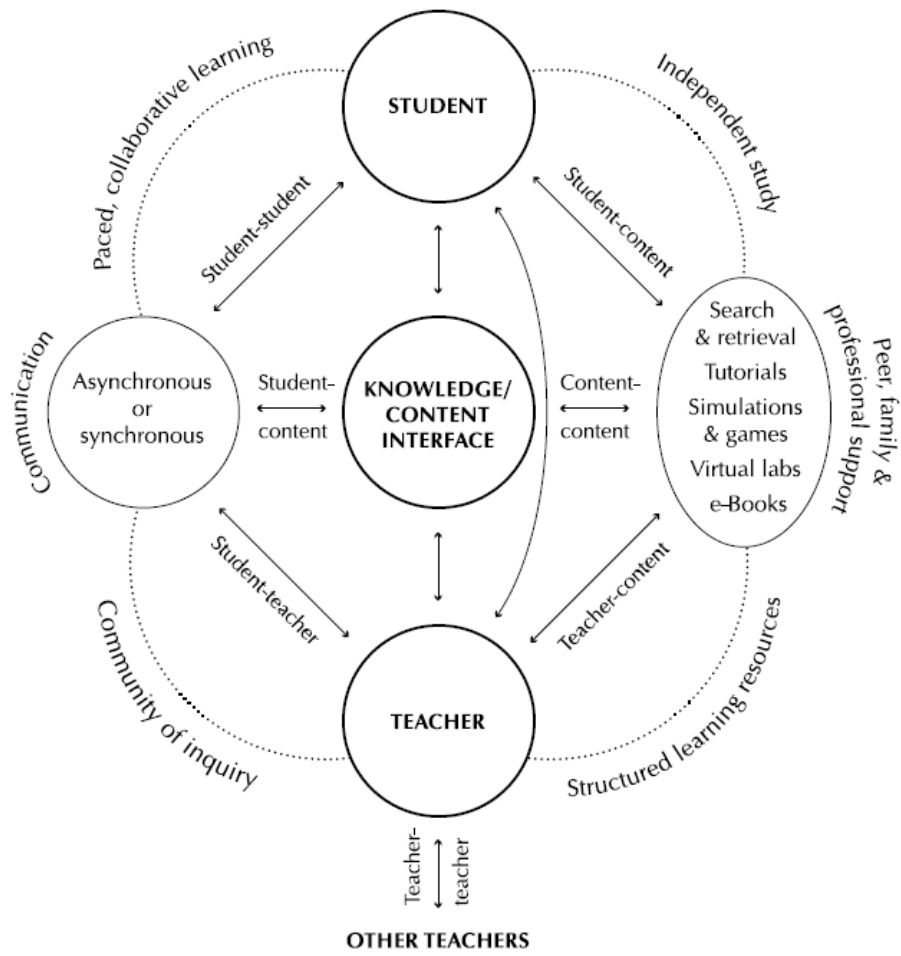 Paced, collaborative learning
STUDENT
Independent study
Student-student
Student-content
Communication
Asynchronous
or
synchronous
Student-
content
KNOWLEDGE/
CONTENT
INTERFACE
Content-
content
Search
& retrieval
Tutorials
Simulations
& games
Virtual labs
e-Books
Peer, family &
professional support
Student-teacher
Teacher-content
Community of inquiry
TEACHER
Structured learning resources
Teacher-
teacher
OTHER TEACHERS